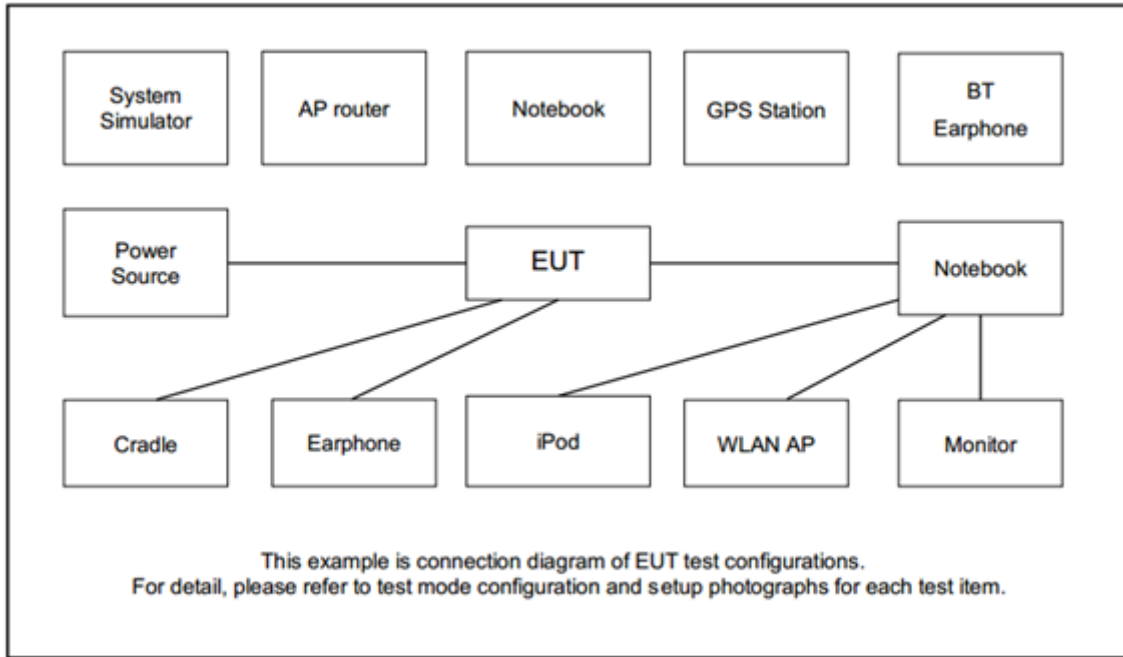 System
Simulator
AP router
Notebook
GPS Station
BT
Earphone
Power
Source
EUT
Notebook
Cradle
Earphone
iPod
WLAN AP
Monitor
This example is connection diagram of EUT test configurations.
For detail, please refer to test mode configuration and setup photographs for each test item.